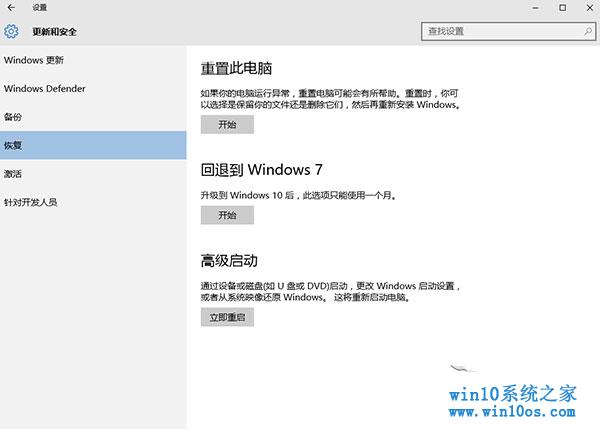 设置
更新和安全
查找设置
Windows 更新
Windows Defender
备份
恢复
激活
针对开发人员
重置此电脑
如果你的电脑运行异常，重置电脑可能会有所帮助。重置时，你可
以选择是保留你的文件还是删除它们，然后再重新安装 Windows。
开始
回退到 Windows 7
升级到 Windows 10 后，此选项只能使用一个月。
开始
高级启动
通过设备或磁盘(如 U 盘或 DVD)启动，更改 Windows 启动设置，
或者从系统映像还原 Windows。 这将重新启动电脑。
立即重启
win10系统之家
www.win10os.com